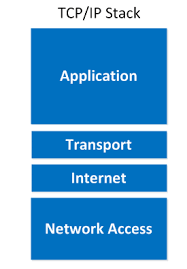 TCP/IP Stack
Application
Transport
Internet
Network Access